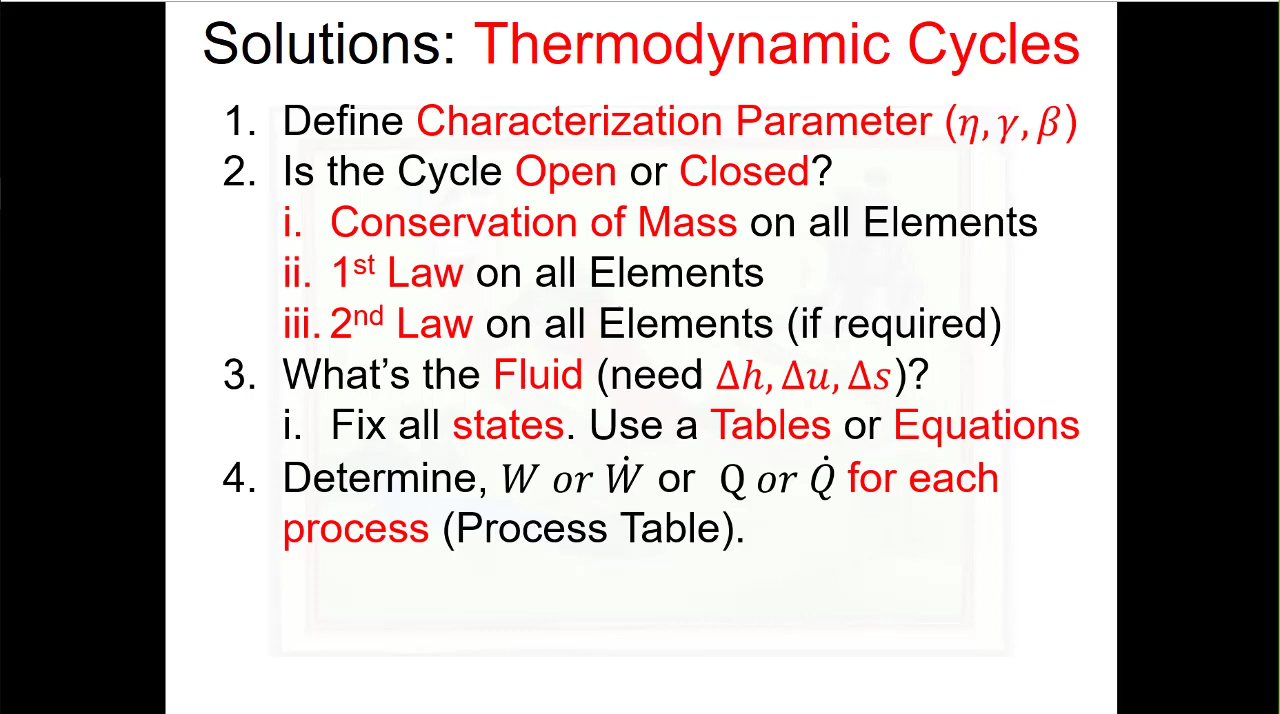 Solutions: Thermodynamic Cycles
1. Define Characterization Parameter (η, γ, β)
2. Is the Cycle Open or Closed?
i. Conservation of Mass on all Elements
ii. 1st Law on all Elements
iii. 2nd Law on all Elements (if required)
3. What's the Fluid (need Δh, Δu, Δs)?
i. Fix all states. Use a Tables or Equations
4. Determine, W or Ẇ or Q or Q̇ for each
process (Process Table).